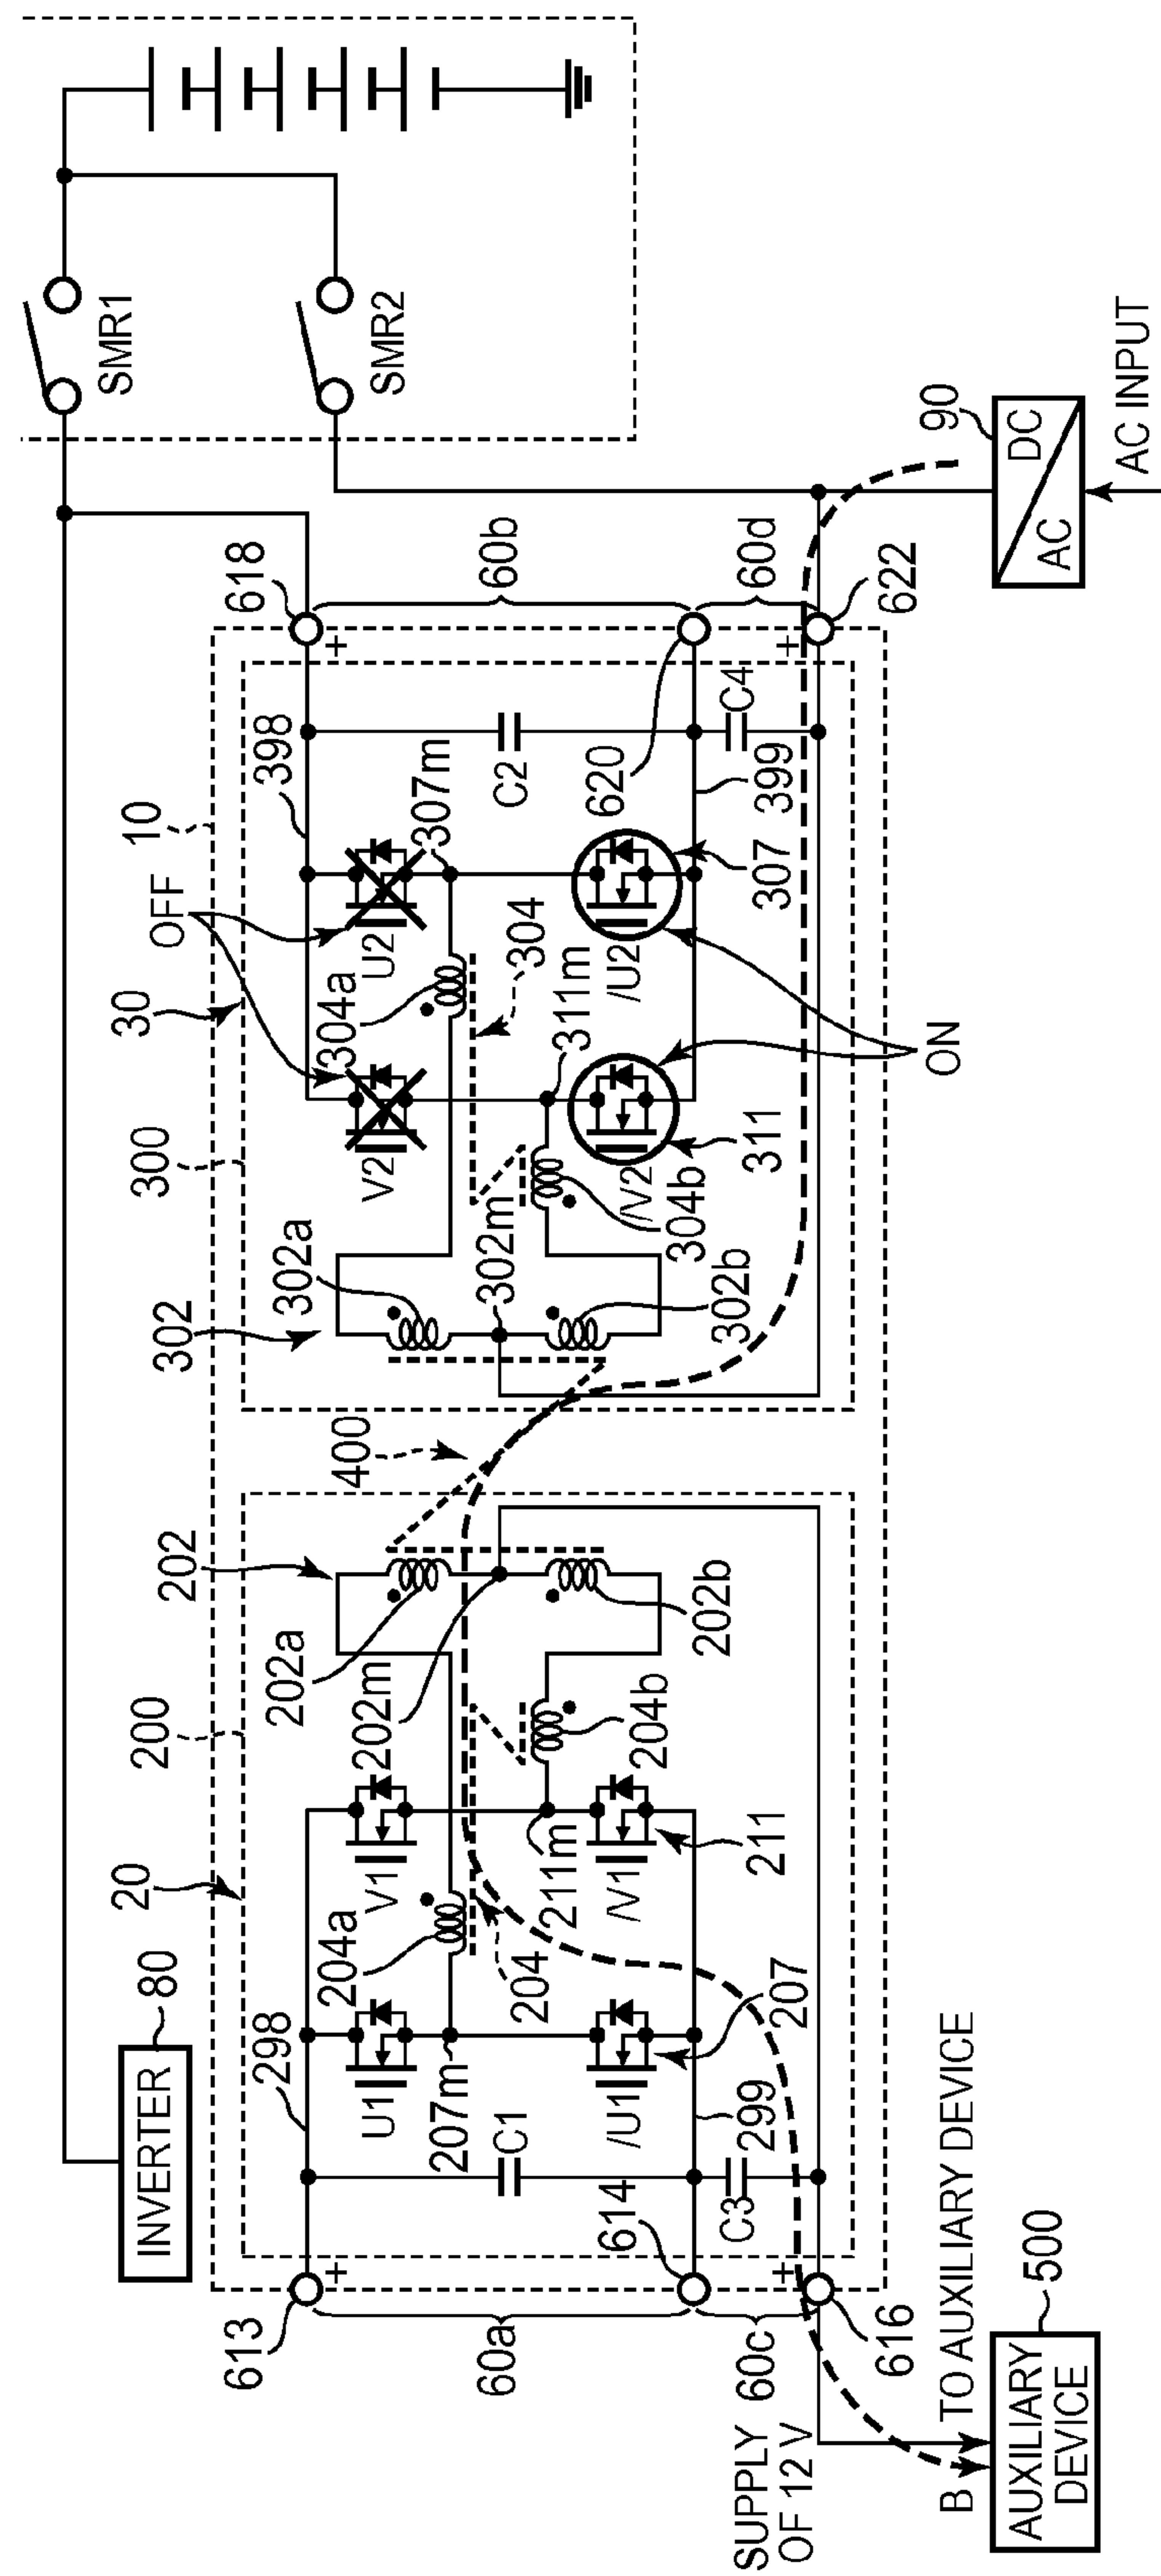 SMR1
SMR2
AC INPUT
90
DC
AC
618
60b
60d
622
+
+
10
398
C2
C4
307m
620
399
OFF
U2
/U2
307
30
304a
304
311m
ON
300
V2
/V2
311
302m
304b
302a
302b
302
400
202
202a
202m
202b
200
204b
V1
/V1
211
211m
20
204a
204
207
INVERTER
80
298
U1
/U1
207m
C1
299
C3
614
613
+
+
60a
60c
616
TO AUXILIARY DEVICE
SUPPLY
OF 12 V
B
500
AUXILIARY
DEVICE